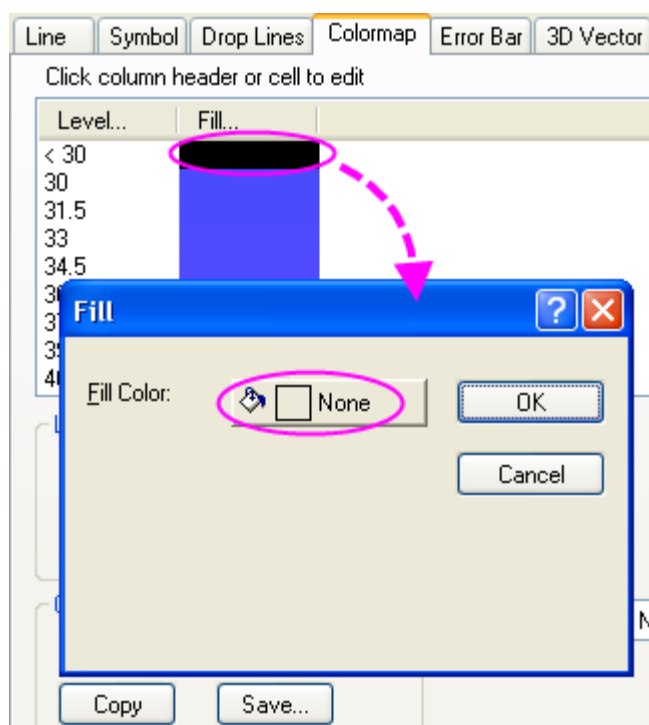 Line Symbol Drop Lines Colormap Error Bar 3D Vector
Click column header or cell to edit
Level... Fill...
< 30
30
31.5
33
34.5
Fill
Fill Color: None OK
Cancel
Copy Save...